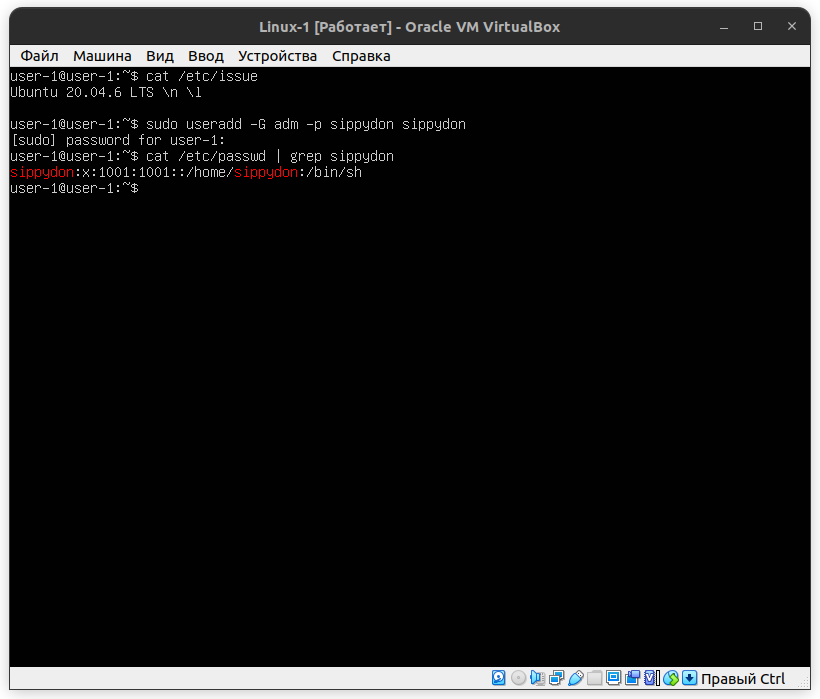 Linux-1 [Работает] - Oracle VM VirtualBox
Файл Машина Вид Ввод Устройства Справка
user-1@user-1:~$ cat /etc/issue
Ubuntu 20.04.6 LTS \n \l
user-1@user-1:~$ sudo useradd -G adm -p sippydon sippydon
[sudo] password for user-1:
user-1@user-1:~$ cat /etc/passwd | grep sippydon
sippydon:x:1001:1001::/home/sippydon:/bin/sh
user-1@user-1:~$
Правый Ctrl